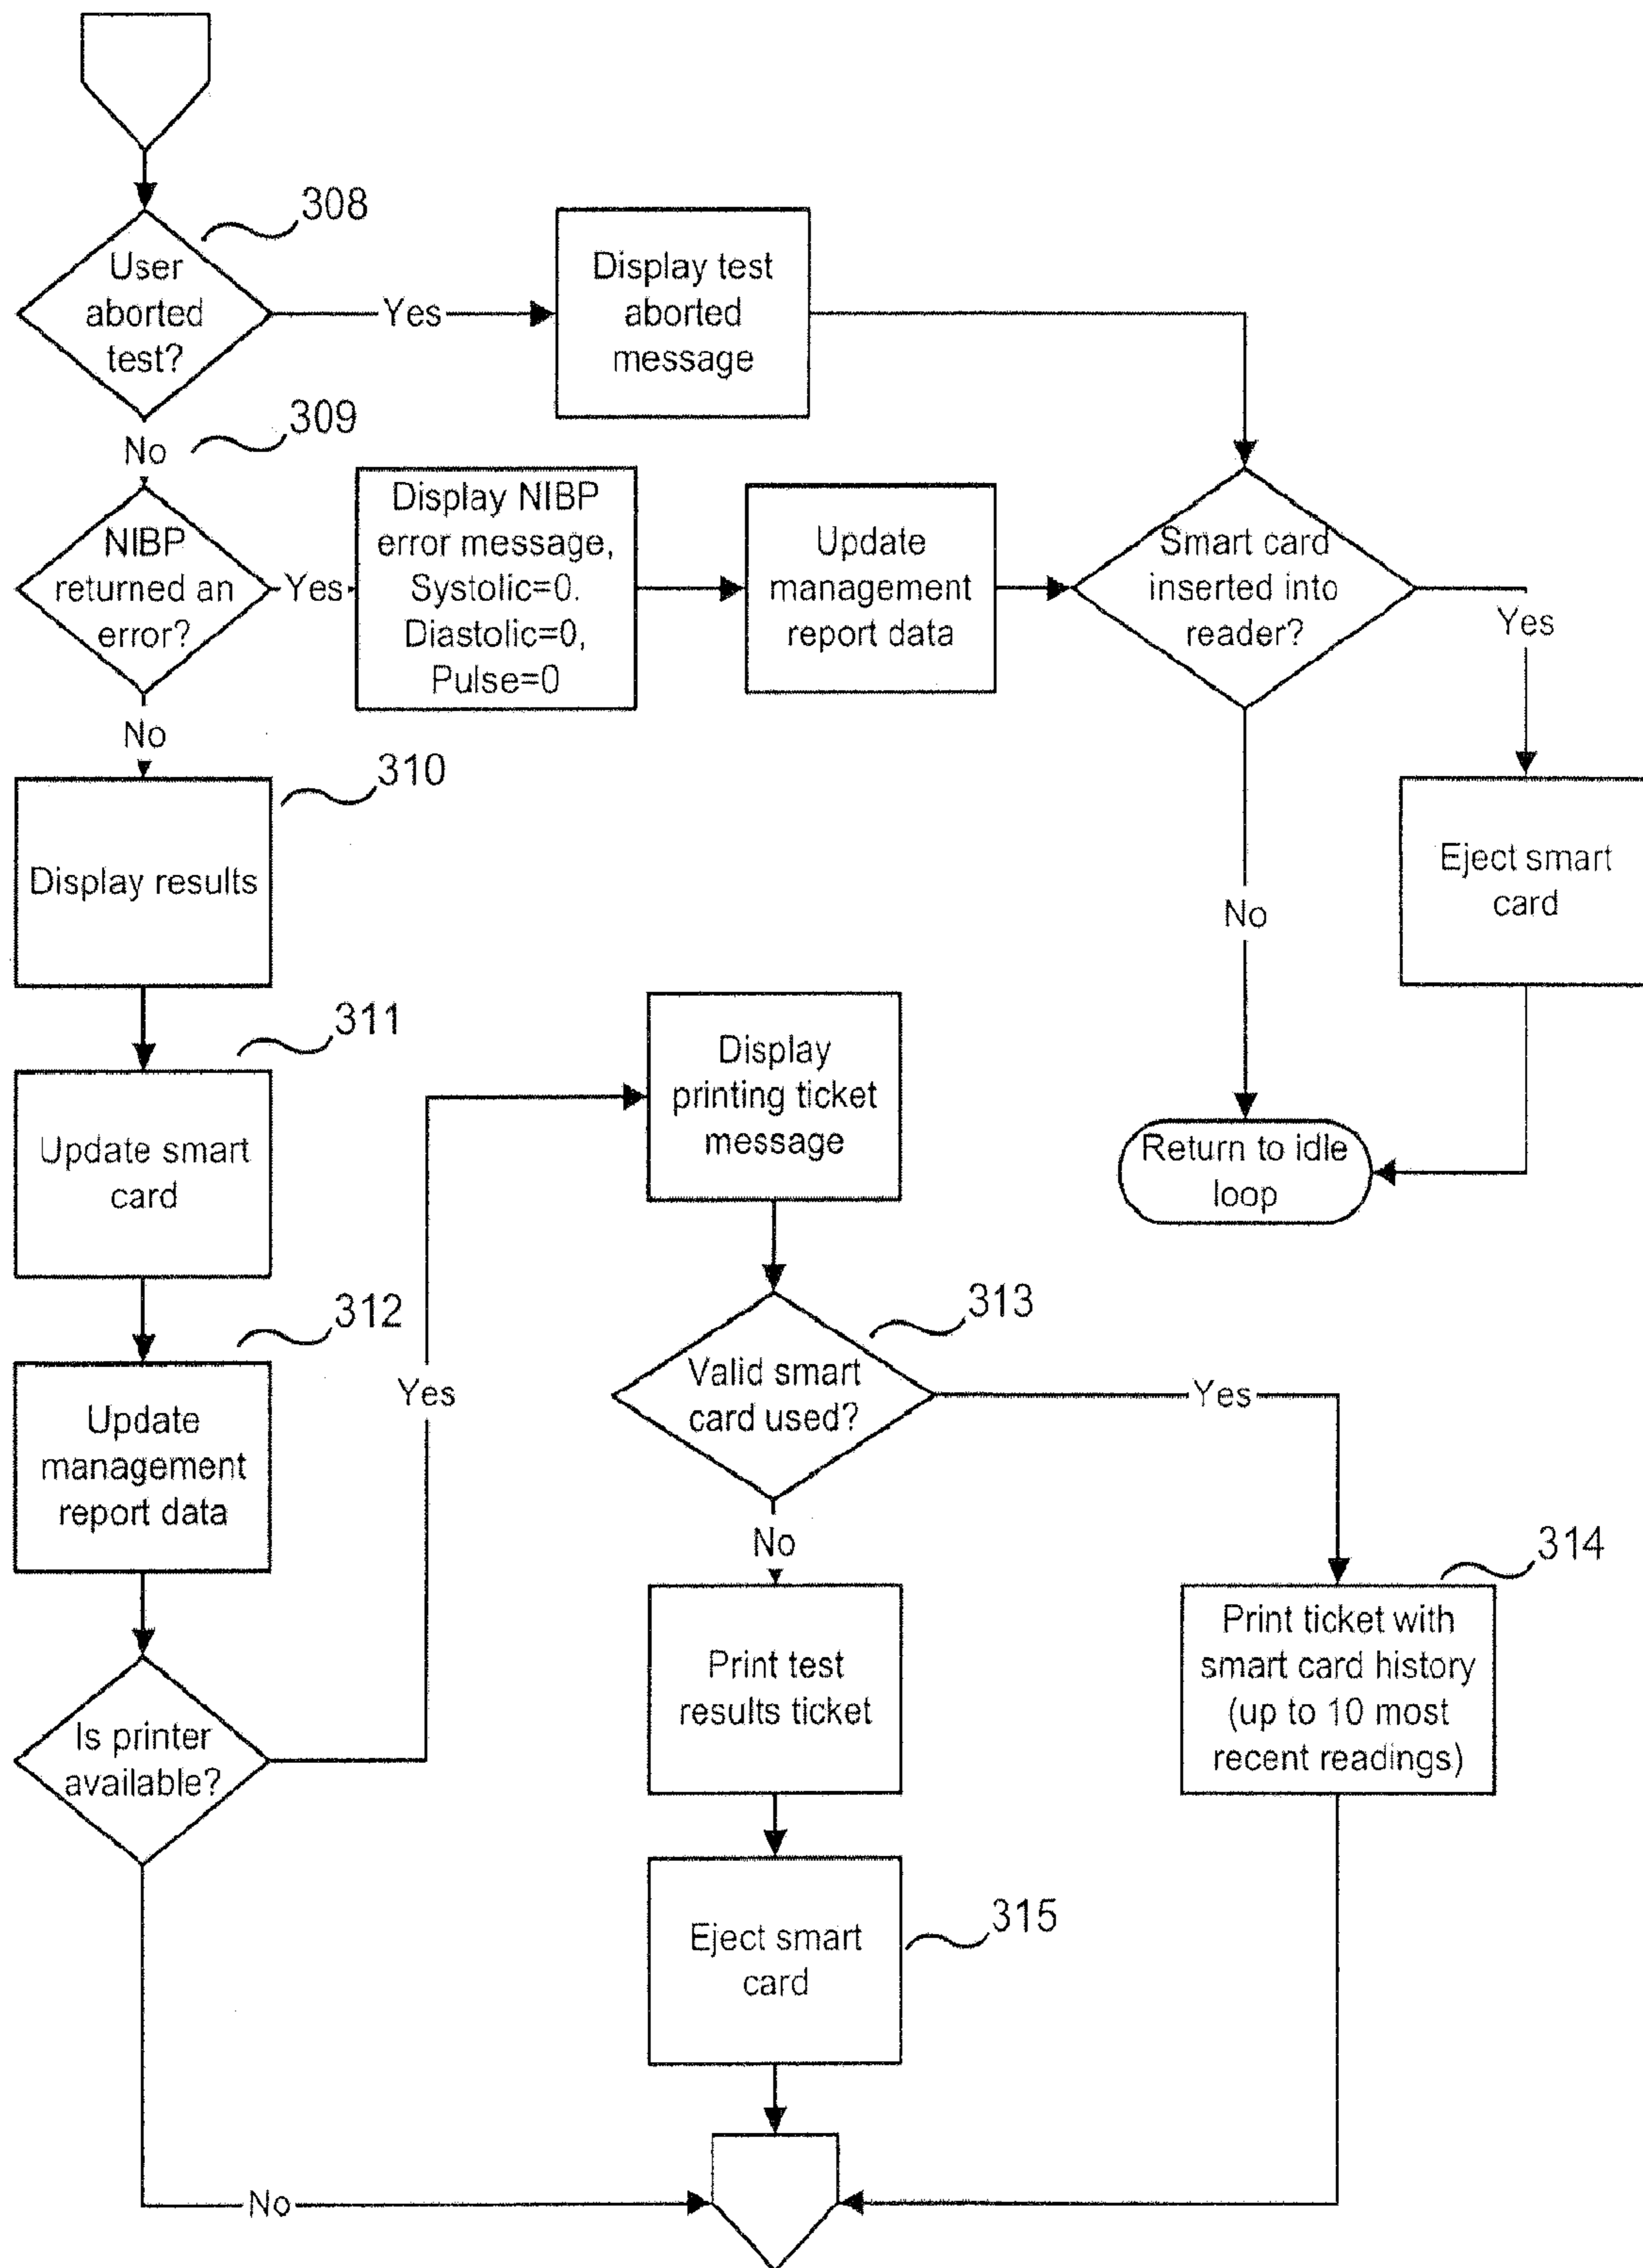 308
User
aborted
test?
Yes
Display test
aborted
message
No
309
NIBP
returned an
error?
Yes
Display NIBP
error message,
Systolic=0.
Diastolic=0,
Pulse=0
Update
management
report data
Smart card
inserted into
reader?
Yes
No
310
Display results
Eject smart
card
No
311
Update smart
card
Display
printing ticket
message
Return to idle
loop
312
Update
management
report data
Yes
313
Valid smart
card used?
Yes
No
314
Print ticket with
smart card history
(up to 10 most
recent readings)
Print test
results ticket
Is printer
available?
315
Eject smart
card
No